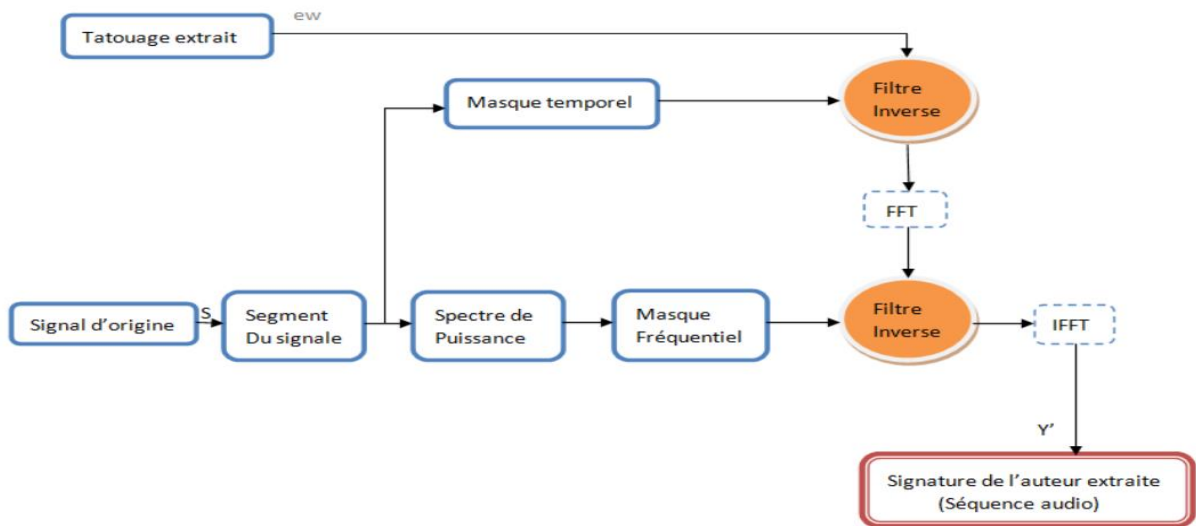 ew
Tatouage extrait
Filtre
Inverse
Masque temporel
FFT
S
Signal d'origine
Segment
Du signale
Spectre de
Puissance
Masque
Fréquentiel
Filtre
Inverse
IFFT
Y'
Signature de l'auteur extraite
(Séquence audio)